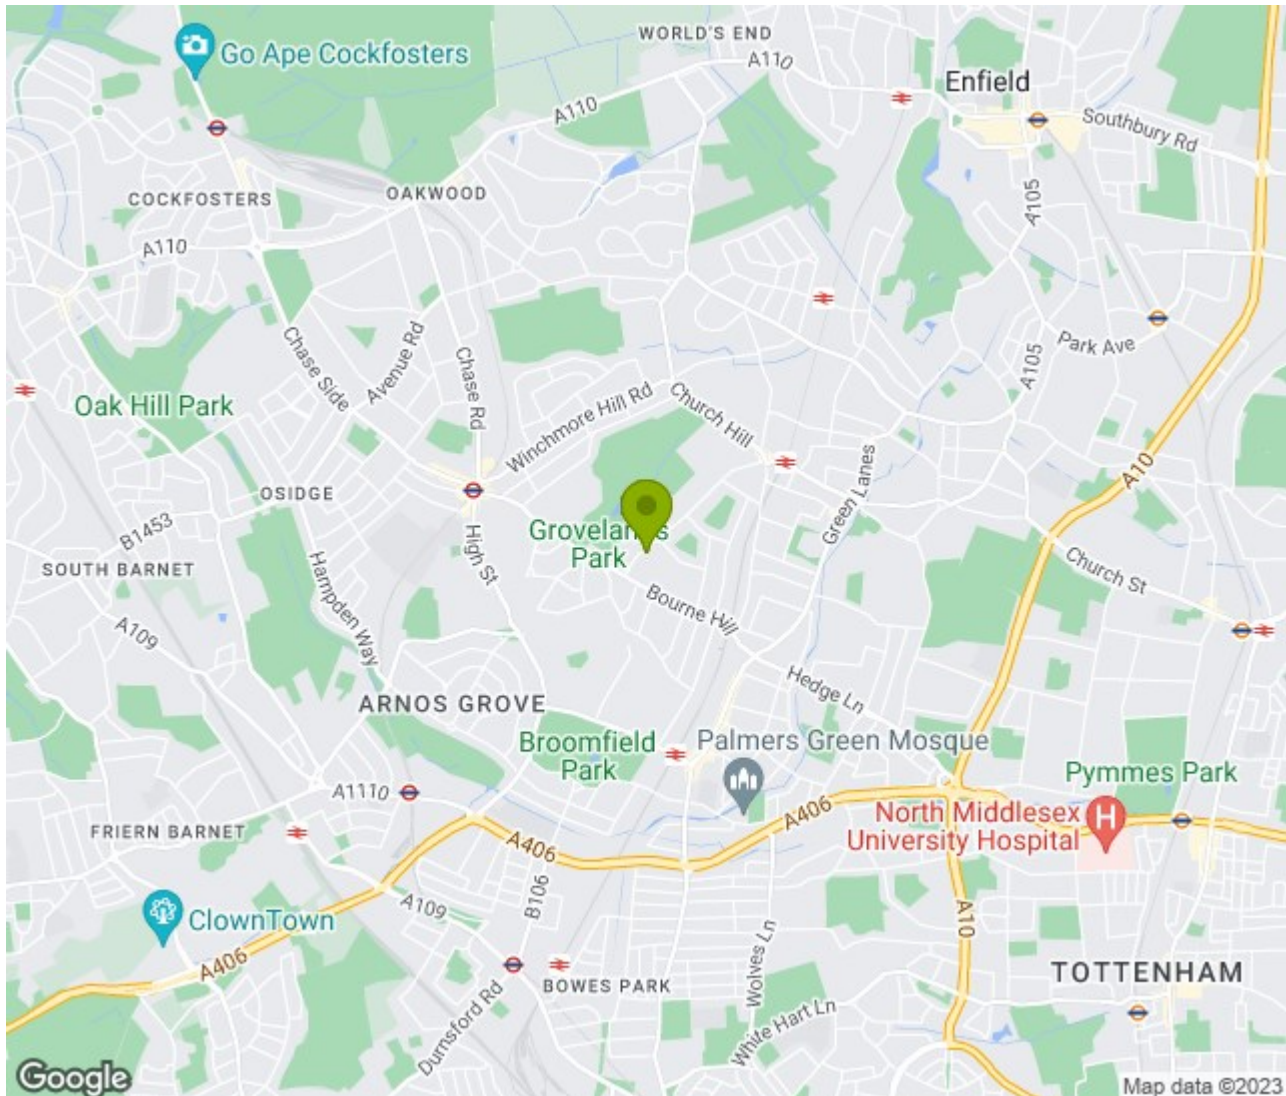 WORLD'S END
Go Ape Cockfosters
A110
Enfield
A110
Southbury Rd
COCKFOSTERS
OAKWOOD
A105
A110
Chase Side
Avenue Rd
Chase Rd
Park Ave
A105
Oak Hill Park
Winchmore Hill Rd
Church Hill
Green Lanes
A10
OSIDGE
B1453
High St
Grovelands
Park
SOUTH BARNET
Hampden Way
Church St
Bourne Hill
A109
Hedge Ln
ARNOS GROVE
Broomfield
Park
Palmers Green Mosque
Pymmes Park
A1110
A406
North Middlesex
University Hospital
H
FRIERN BARNET
A406
B106
A109
ClownTown
A10
A406
Wolves Ln
TOTTENHAM
BOWES PARK
Durnsford Rd
White Hart Ln
Google
Map data ©2023